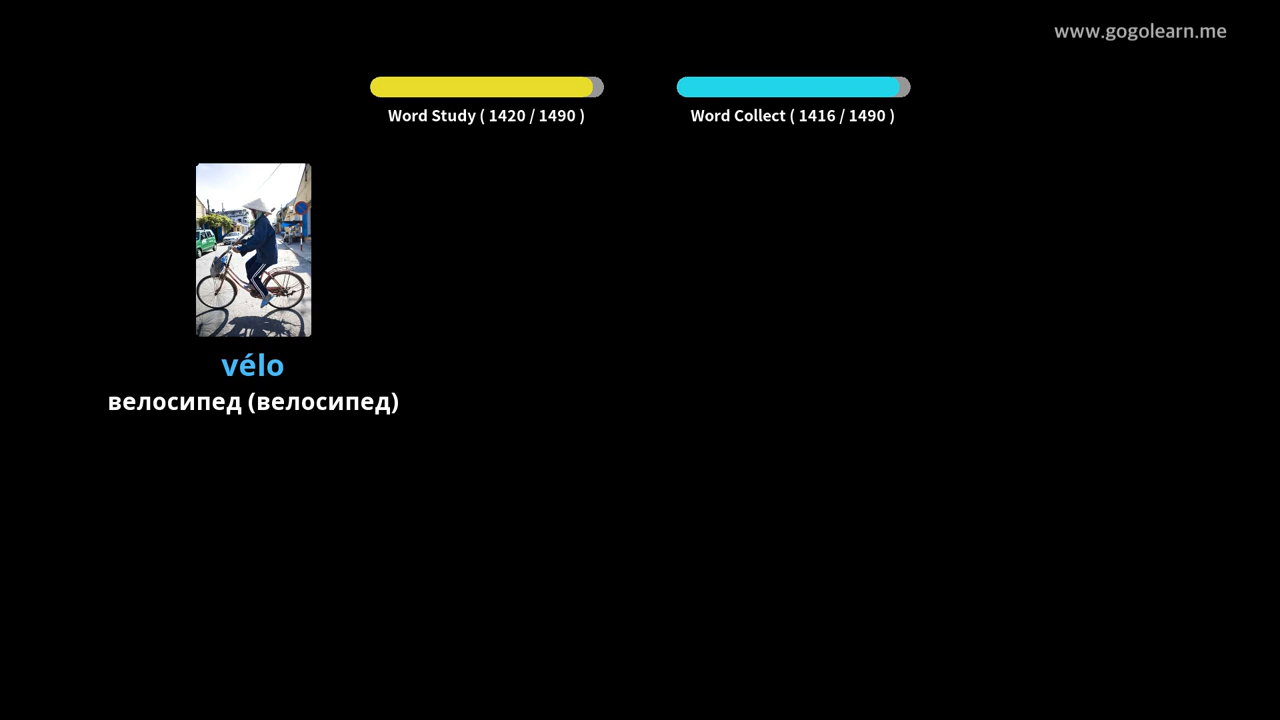 www.gogolearn.me
Word Study ( 1420 / 1490 )
Word Collect ( 1416 / 1490 )
vélo
велосипед (велосипед)